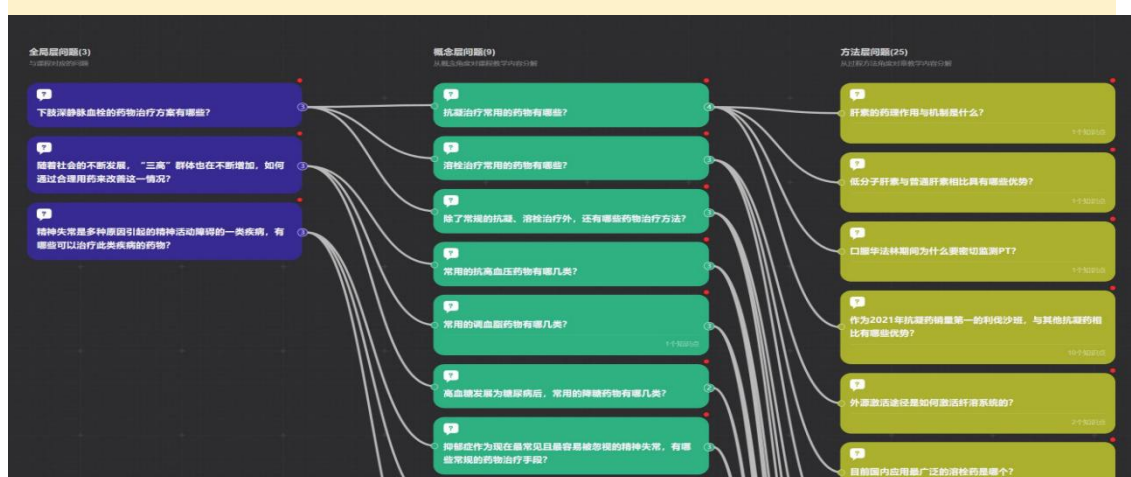 全局层问题(3)
与课程对应的问题
下肢深静脉血栓的药物治疗方案有哪些?
3
随着社会的不断发展，“三高”群体也在不断增加，如何
通过合理用药来改善这一情况?
3
精神失常是多种原因引起的精神活动障碍的一类疾病，有
哪些可以治疗此类疾病的药物?
3
概念层问题(9)
从概念角度对课程教学内容分解
抗凝治疗常用的药物有哪些?
4
溶栓治疗常用的药物有哪些?
3
除了常规的抗凝、溶栓治疗外，还有哪些药物治疗方法?
3
常用的抗高血压药物有哪几类?
常用的调血脂药物有哪几类?
3
1个知识点
高血糖发展为糖尿病后，常用的降糖药物有哪几类?
2
抑郁症作为现在最常见且最容易被忽视的精神失常，有哪
些常规的药物治疗手段?
3
方法层问题(25)
从过程方法角度对章教学内容分解
肝素的药理作用与机制是什么?
1个知识点
低分子肝素与普通肝素相比具有哪些优势?
1个知识点
口服华法林期间为什么要密切监测PT?
1个知识点
作为2021年抗凝药销量第一的利伐沙班，与其他抗凝药相
比有哪些优势?
10个知识点
外源激活途径是如何激活纤溶系统的?
2个知识点
目前国内应用最广泛的溶栓药是哪个?